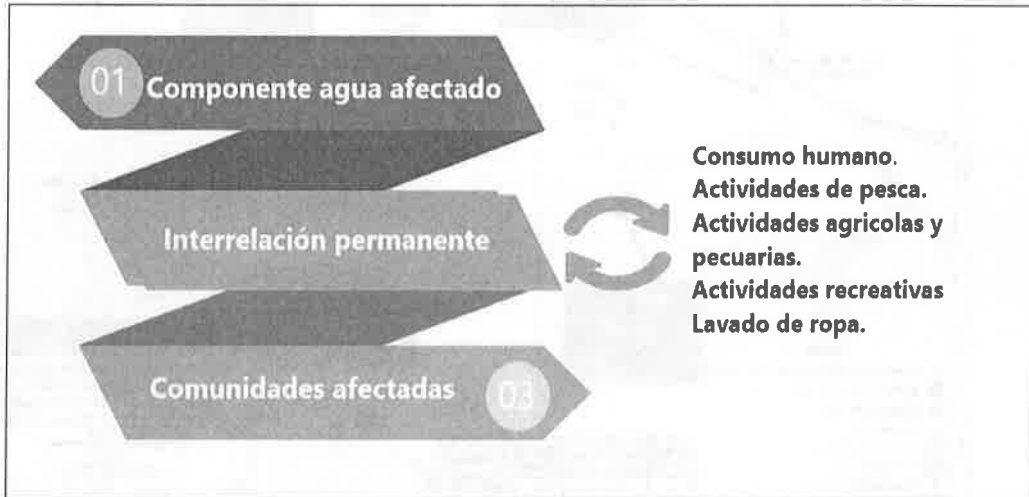 01 Componente agua afectado
Interrelación permanente
Consumo humano.
Actividades de pesca.
Actividades agricolas y
pecuarias.
Actividades recreativas
Lavado de ropa.
Comunidades afectadas 03